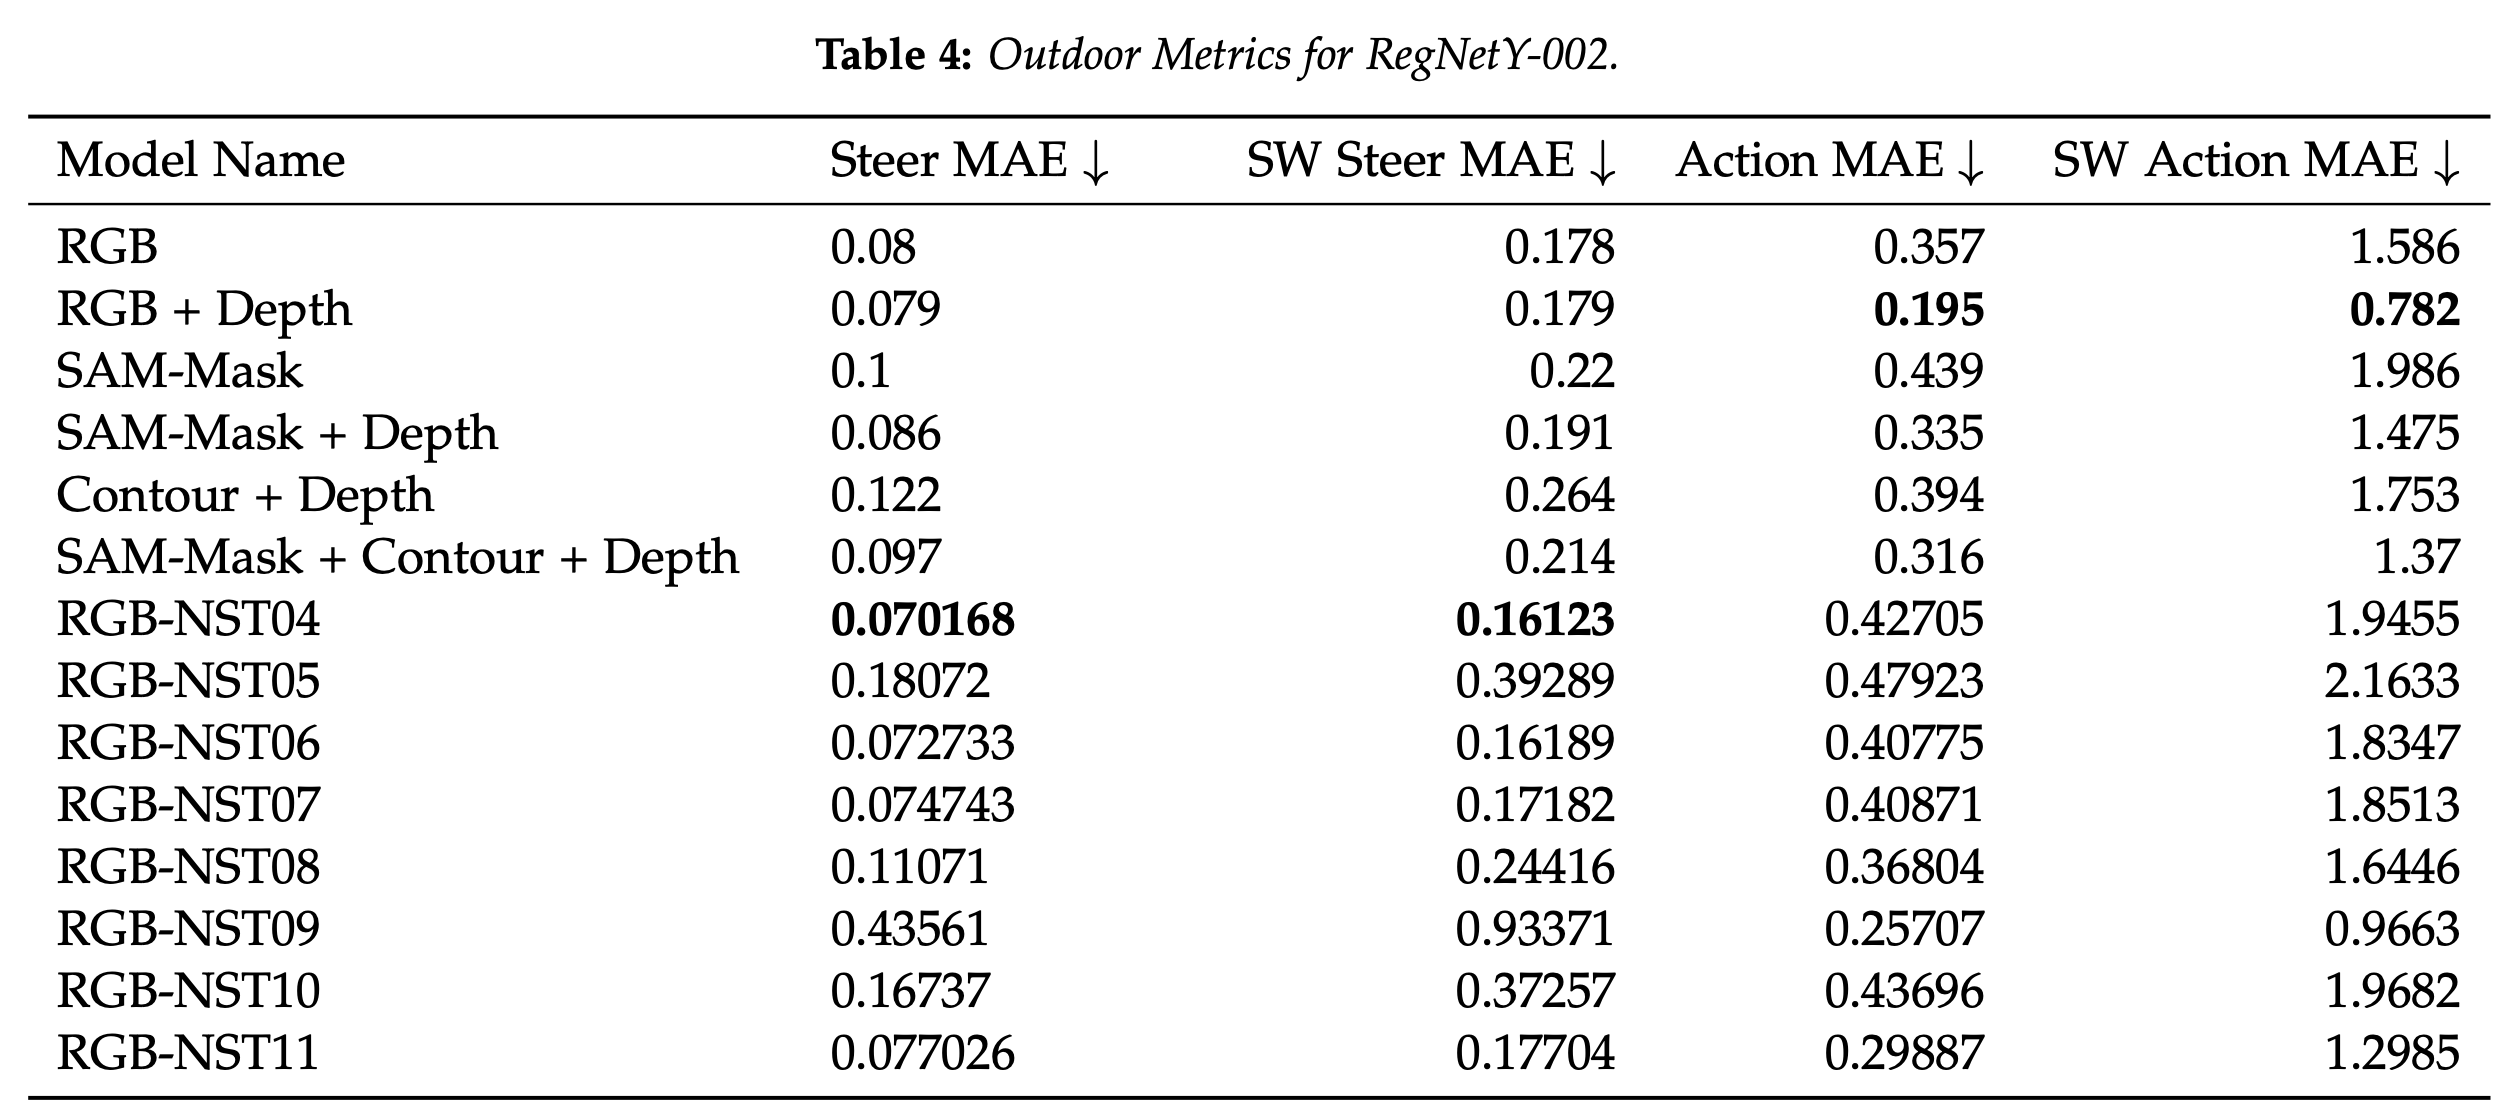 Table 4: Outdoor Metrics for RegNetY-002.
Model Name Steer MAE ↓ SW Steer MAE ↓ Action MAE ↓ SW Action MAE ↓
RGB 0.08 0.178 0.357 1.586
RGB + Depth 0.079 0.179 0.195 0.782
SAM-Mask 0.1 0.22 0.439 1.986
SAM-Mask + Depth 0.086 0.191 0.335 1.475
Contour + Depth 0.122 0.264 0.394 1.753
SAM-Mask + Contour + Depth 0.097 0.214 0.316 1.37
RGB-NST04 0.070168 0.16123 0.42705 1.9455
RGB-NST05 0.18072 0.39289 0.47923 2.1633
RGB-NST06 0.072733 0.16189 0.40775 1.8347
RGB-NST07 0.074743 0.17182 0.40871 1.8513
RGB-NST08 0.11071 0.24416 0.36804 1.6446
RGB-NST09 0.43561 0.93371 0.25707 0.9663
RGB-NST10 0.16737 0.37257 0.43696 1.9682
RGB-NST11 0.077026 0.17704 0.29887 1.2985